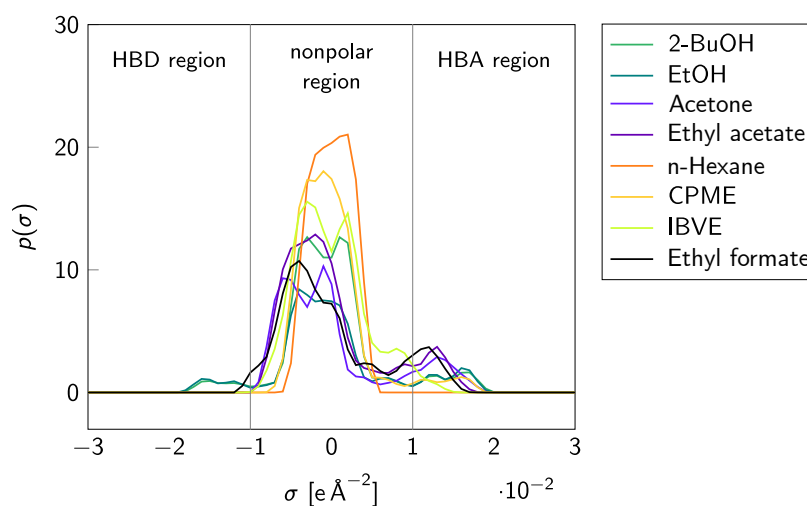 30
20
10
0
p(σ)
HBD region
nonpolar
region
HBA region
−3 −2 −1 0 1 2 3
σ [e Å⁻²]
·10⁻²
2-BuOH
EtOH
Acetone
Ethyl acetate
n-Hexane
CPME
IBVE
Ethyl formate